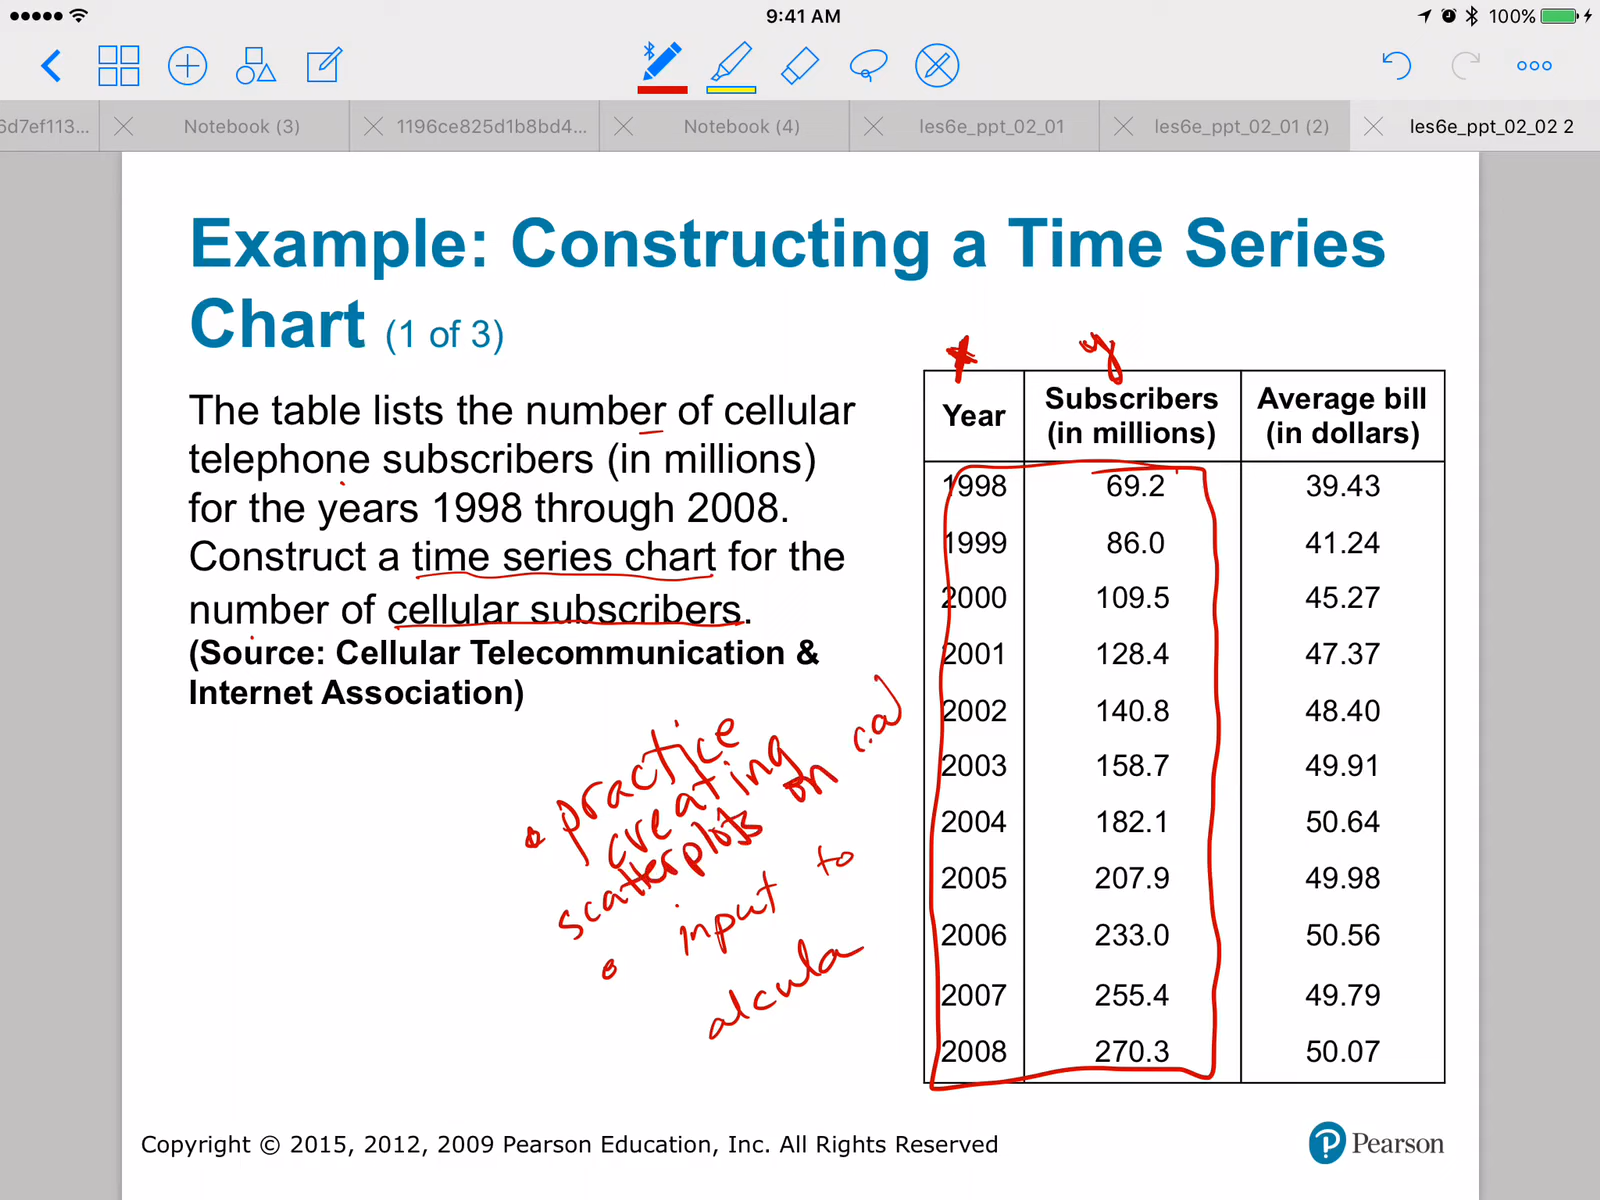 9:41 AM
100%
6d7ef113...
Notebook (3)
1196ce825d1b8bd4...
Notebook (4)
les6e_ppt_02_01
les6e_ppt_02_01 (2)
les6e_ppt_02_02 2
Example: Constructing a Time Series
Chart (1 of 3)
The table lists the number of cellular
telephone subscribers (in millions)
for the years 1998 through 2008.
Construct a time series chart for the
number of cellular subscribers.
(Source: Cellular Telecommunication &
Internet Association)
practice
creating
scatterplots on cal
input to
alcula
x y
Year Subscribers (in millions) Average bill (in dollars)
1998 69.2 39.43
1999 86.0 41.24
2000 109.5 45.27
2001 128.4 47.37
2002 140.8 48.40
2003 158.7 49.91
2004 182.1 50.64
2005 207.9 49.98
2006 233.0 50.56
2007 255.4 49.79
2008 270.3 50.07
Copyright © 2015, 2012, 2009 Pearson Education, Inc. All Rights Reserved
Pearson